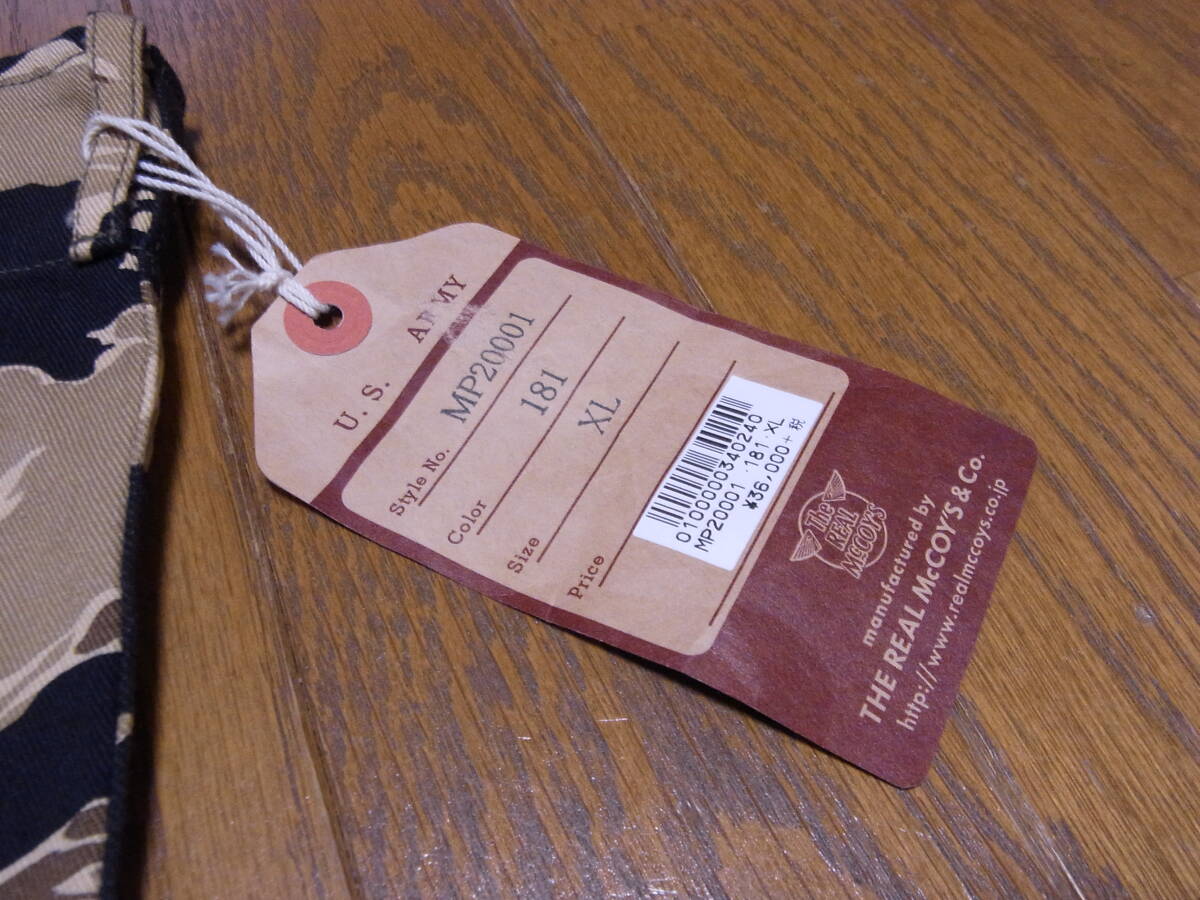 U. S. ARMY
Style No. MP20001
Color 181
Size XL
Price
0100000340240
MP20001 .181.XL
¥36,000+ 税
The
REAL
McCOY'S
manufactured by
THE REAL McCOY'S & Co.
http://www.realmccoys.co.jp